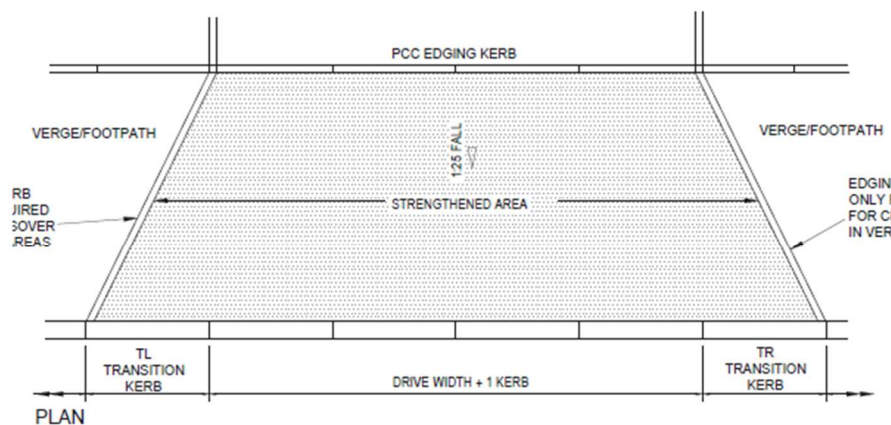 PCC EDGING KERB
VERGE/FOOTPATH
VERGE/FOOTPATH
1:25 FALL
STRENGTHENED AREA
RB
UIRED
SOVER
REAS
EDGIN
ONLY
FOR C
IN VER
TL
TRANSITION
KERB
DRIVE WIDTH + 1 KERB
TR
TRANSITION
KERB
PLAN